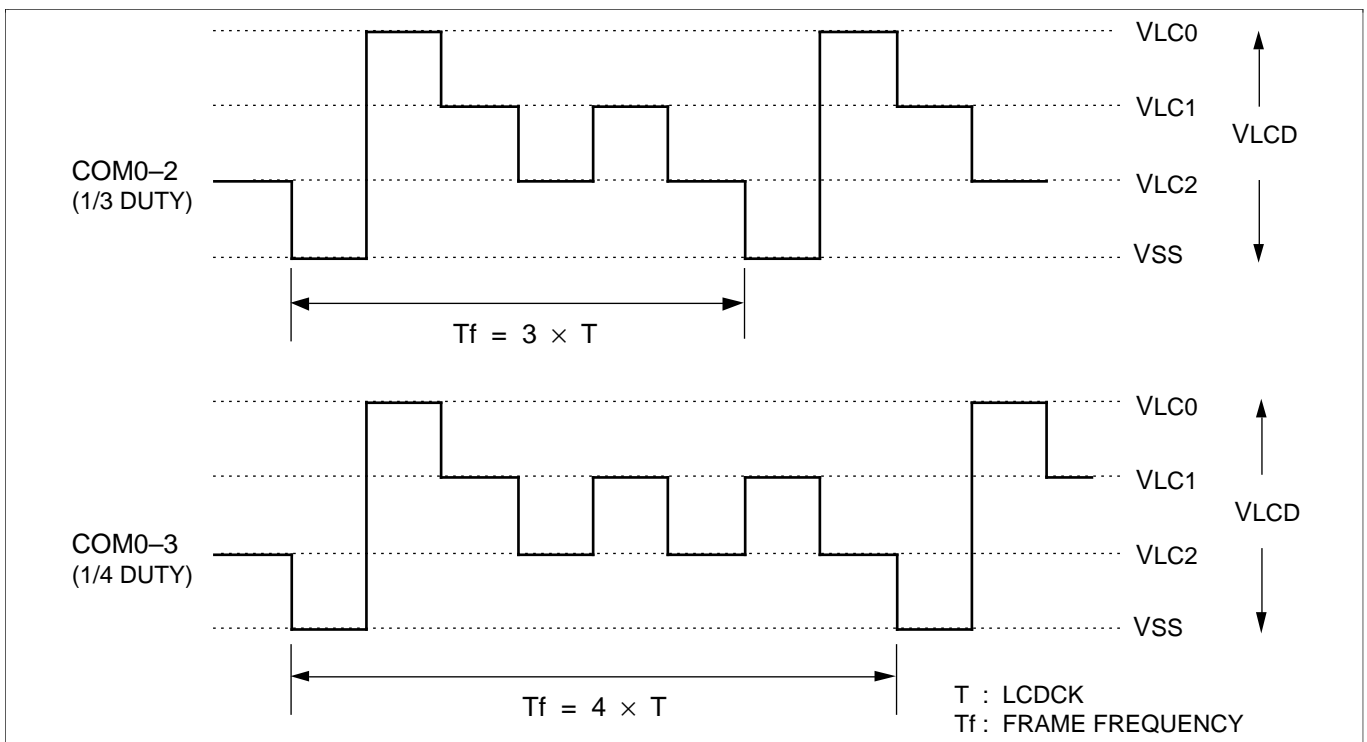 VLC0
VLC1
VLCD
COM0–2
(1/3 DUTY)
VLC2
VSS
Tf = 3 × T
VLC0
VLC1
VLCD
COM0–3
(1/4 DUTY)
VLC2
VSS
Tf = 4 × T
T : LCDCK
Tf : FRAME FREQUENCY